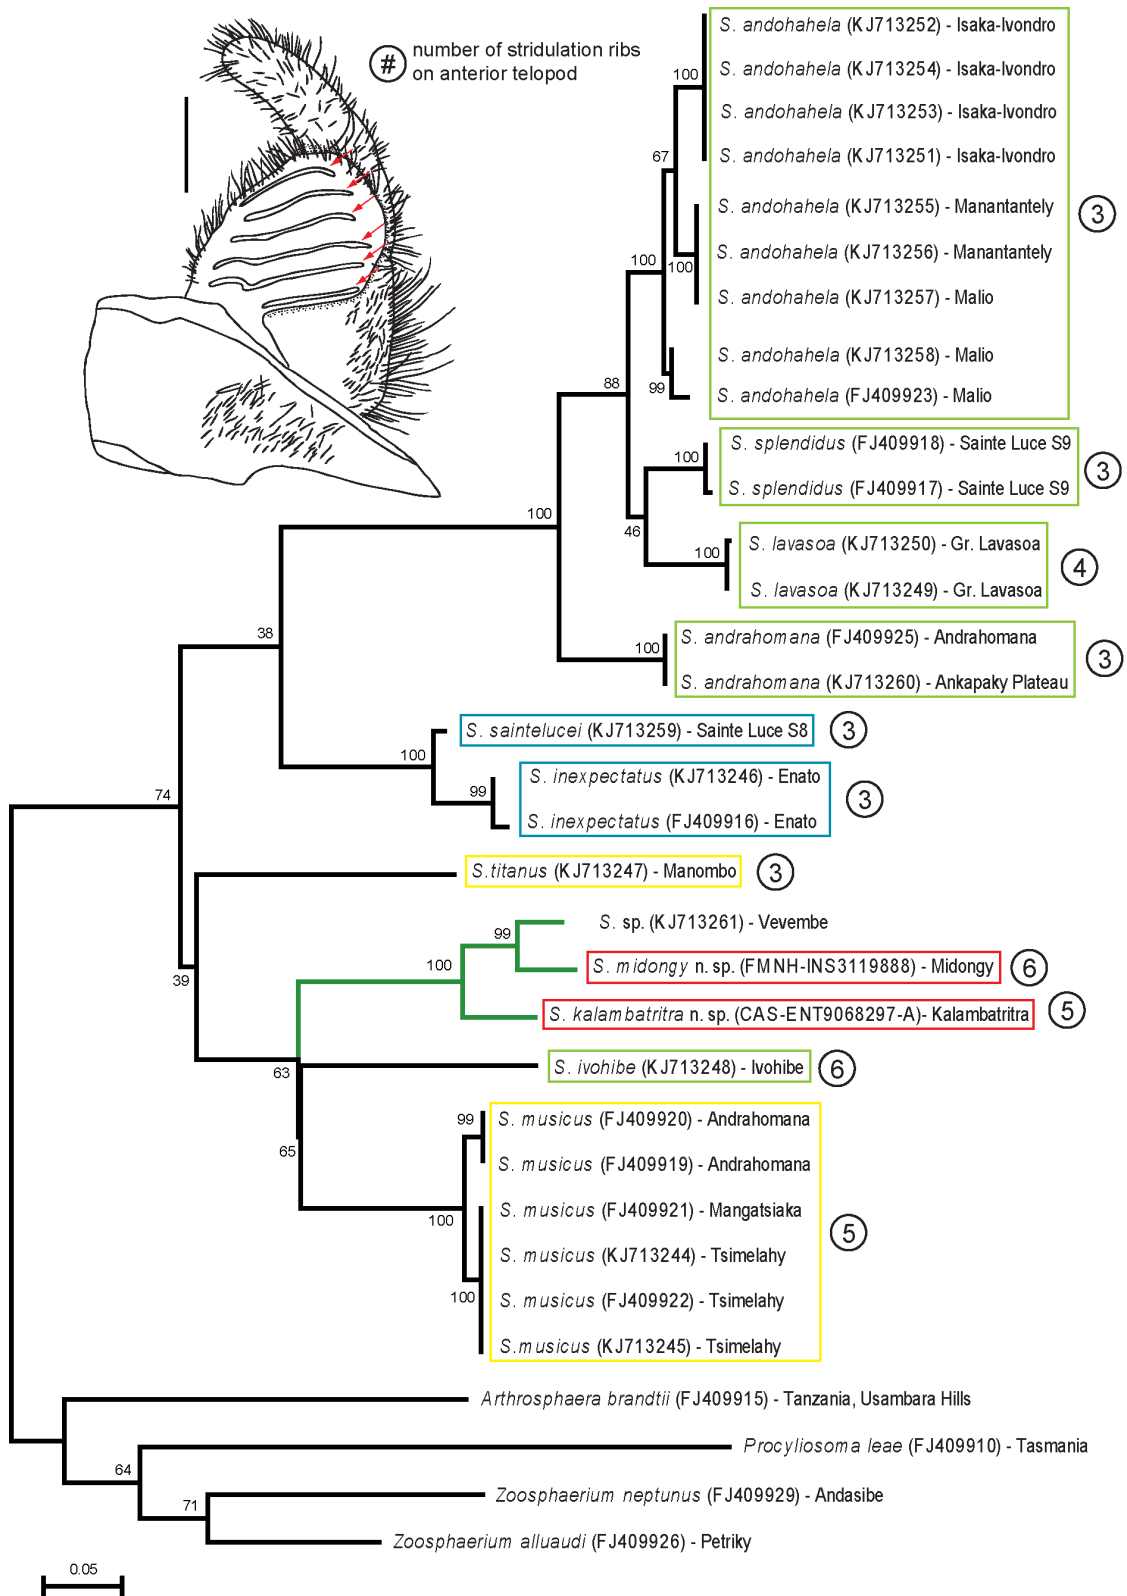 # number of stridulation ribs
on anterior telopod
S. andohahela (KJ713252) - Isaka-Ivondro
S. andohahela (KJ713254) - Isaka-Ivondro
100
S. andohahela (KJ713253) - Isaka-Ivondro
S. andohahela (KJ713251) - Isaka-Ivondro
67
S. andohahela (KJ713255) - Manantantely
3
S. andohahela (KJ713256) - Manantantely
100
100
S. andohahela (KJ713257) - Malio
S. andohahela (KJ713258) - Malio
88
99
S. andohahela (FJ409923) - Malio
S. splendidus (FJ409918) - Sainte Luce S9
100
3
S. splendidus (FJ409917) - Sainte Luce S9
100
46
S. lavasoa (KJ713250) - Gr. Lavasoa
100
4
S. lavasoa (KJ713249) - Gr. Lavasoa
38
S. andrahomana (FJ409925) - Andrahomana
100
3
S. andrahomana (KJ713260) - Ankapaky Plateau
S. saintelucei (KJ713259) - Sainte Luce S8
3
100
S. inexpectatus (KJ713246) - Enato
99
3
74
S. inexpectatus (FJ409916) - Enato
S.titanus (KJ713247) - Manombo
3
S. sp. (KJ713261) - Vevembe
99
100
S. midongy n. sp. (FMNH-INS3119888) - Midongy
6
39
S. kalambatritra n. sp. (CAS-ENT9068297-A)- Kalambatritra
5
63
S. ivohibe (KJ713248) - Ivohibe
6
99
S. musicus (FJ409920) - Andrahomana
65
S. musicus (FJ409919) - Andrahomana
100
S. musicus (FJ409921) - Mangatsiaka
5
S. musicus (KJ713244) - Tsimelahy
100
S. musicus (FJ409922) - Tsimelahy
S.musicus (KJ713245) - Tsimelahy
Arthrosphaera brandtii (FJ409915) - Tanzania, Usambara Hills
Procyliosoma leae (FJ409910) - Tasmania
64
Zoosphaerium neptunus (FJ409929) - Andasibe
71
Zoosphaerium alluaudi (FJ409926) - Petriky
0.05